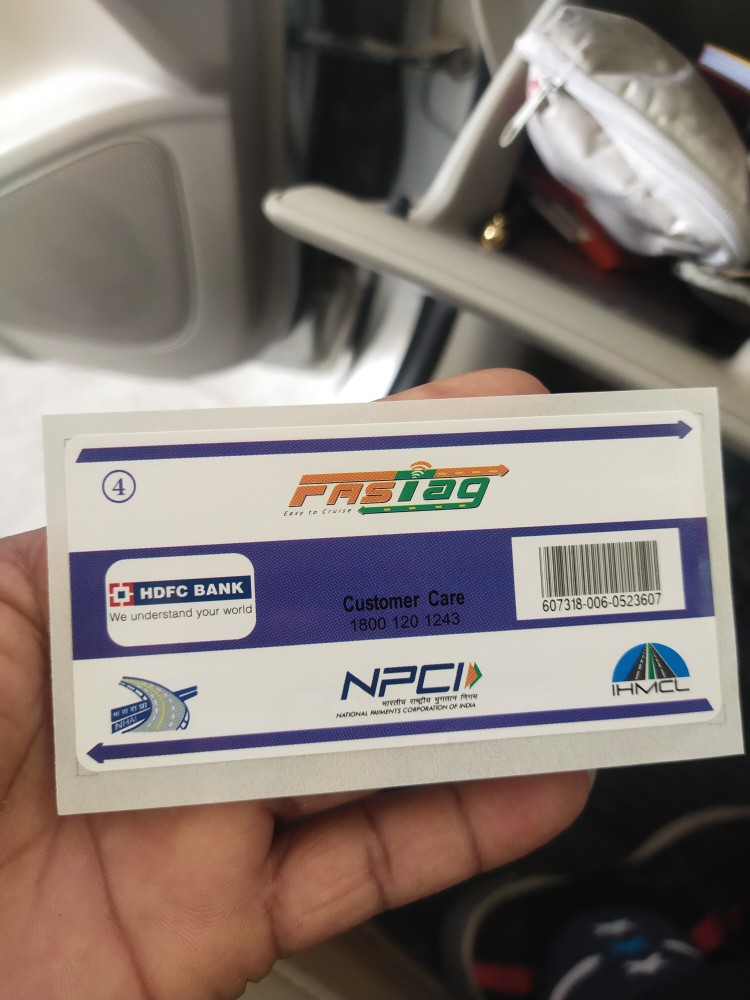 4
FASTag
Easy to Cruise
HDFC BANK
We understand your world
Customer Care
1800 120 1243
607318-006-0523607
भा रा रा प्रा
NHAI
NPCI
भारतीय राष्ट्रीय भुगतान निगम
NATIONAL PAYMENTS CORPORATION OF INDIA
IHMCL